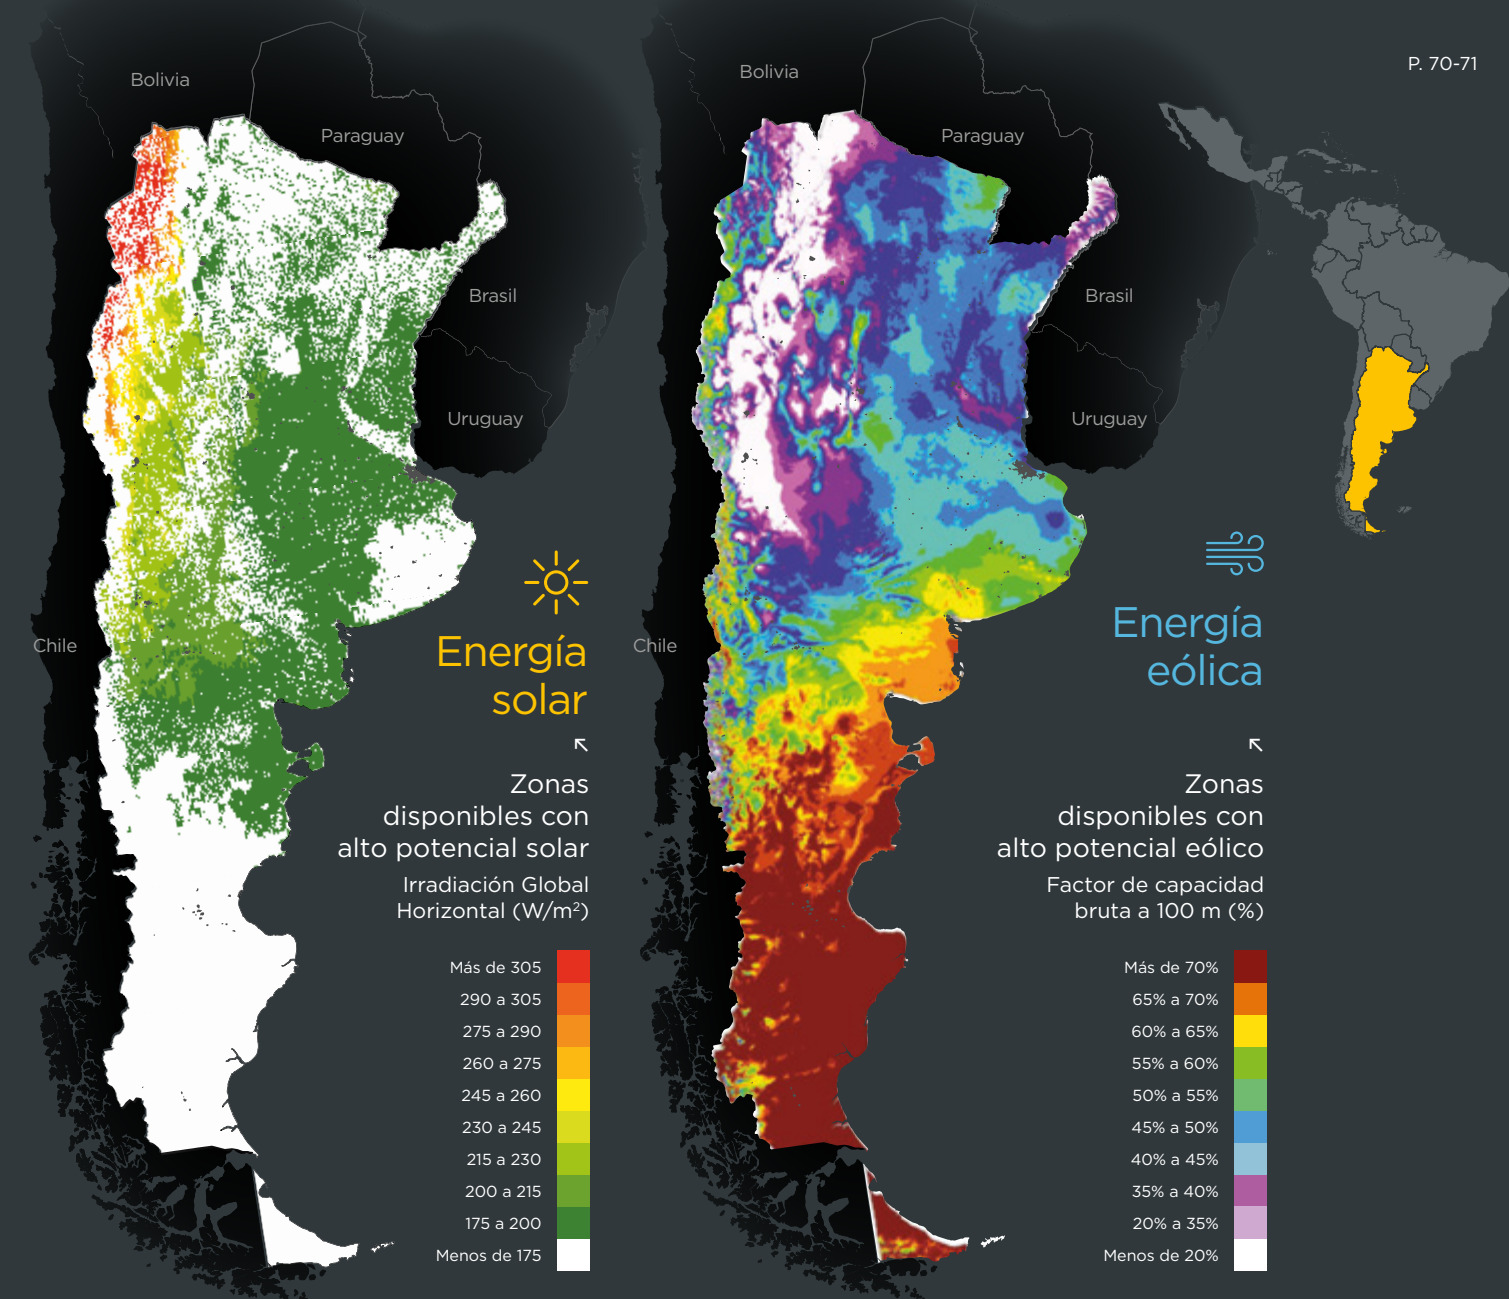 P. 70-71
Bolivia
Paraguay
Brasil
Uruguay
Chile
Energía
solar
Zonas
disponibles con
alto potencial solar
Irradiación Global
Horizontal (W/m²)
Más de 305
290 a 305
275 a 290
260 a 275
245 a 260
230 a 245
215 a 230
200 a 215
175 a 200
Menos de 175
Bolivia
Paraguay
Brasil
Uruguay
Chile
Energía
eólica
Zonas
disponibles con
alto potencial eólico
Factor de capacidad
bruta a 100 m (%)
Más de 70%
65% a 70%
60% a 65%
55% a 60%
50% a 55%
45% a 50%
40% a 45%
35% a 40%
20% a 35%
Menos de 20%